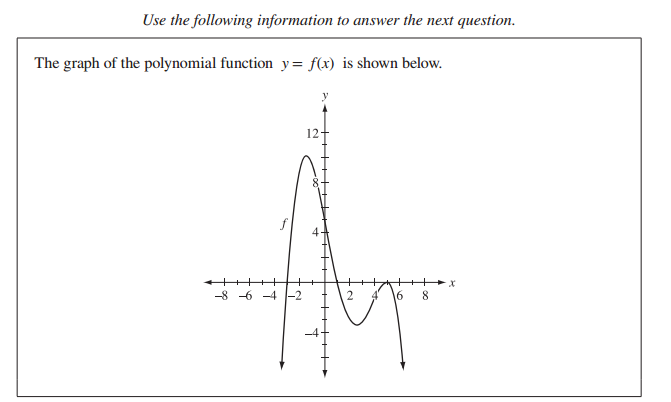 Use the following information to answer the next question.
The graph of the polynomial function y = f(x) is shown below.
y
12
8
f
4
x
–8 –6 –4 –2 2 4 6 8
–4